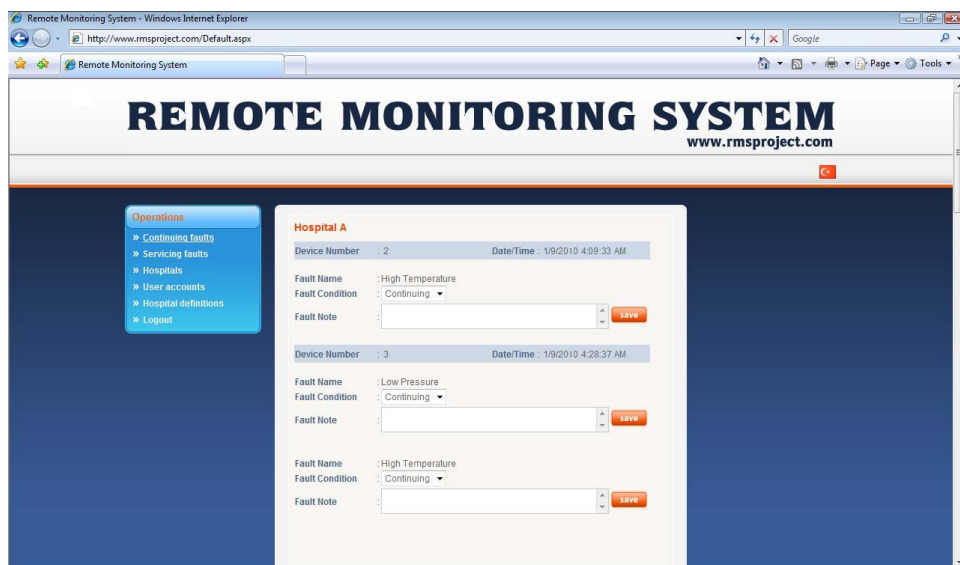 Remote Monitoring System - Windows Internet Explorer
http://www.rmsproject.com/Default.aspx
Google
Remote Monitoring System
Page
Tools
REMOTE MONITORING SYSTEM
www.rmsproject.com
Operations
» Continuing faults
» Servicing faults
» Hospitals
» User accounts
» Hospital definitions
» Logout
Hospital A
Device Number : 2 Date/Time : 1/9/2010 4:09:33 AM
Fault Name :High Temperature
Fault Condition : Continuing
Fault Note : save
Device Number : 3 Date/Time : 1/9/2010 4:28:37 AM
Fault Name :Low Pressure
Fault Condition : Continuing
Fault Note : save
Fault Name :High Temperature
Fault Condition : Continuing
Fault Note : save